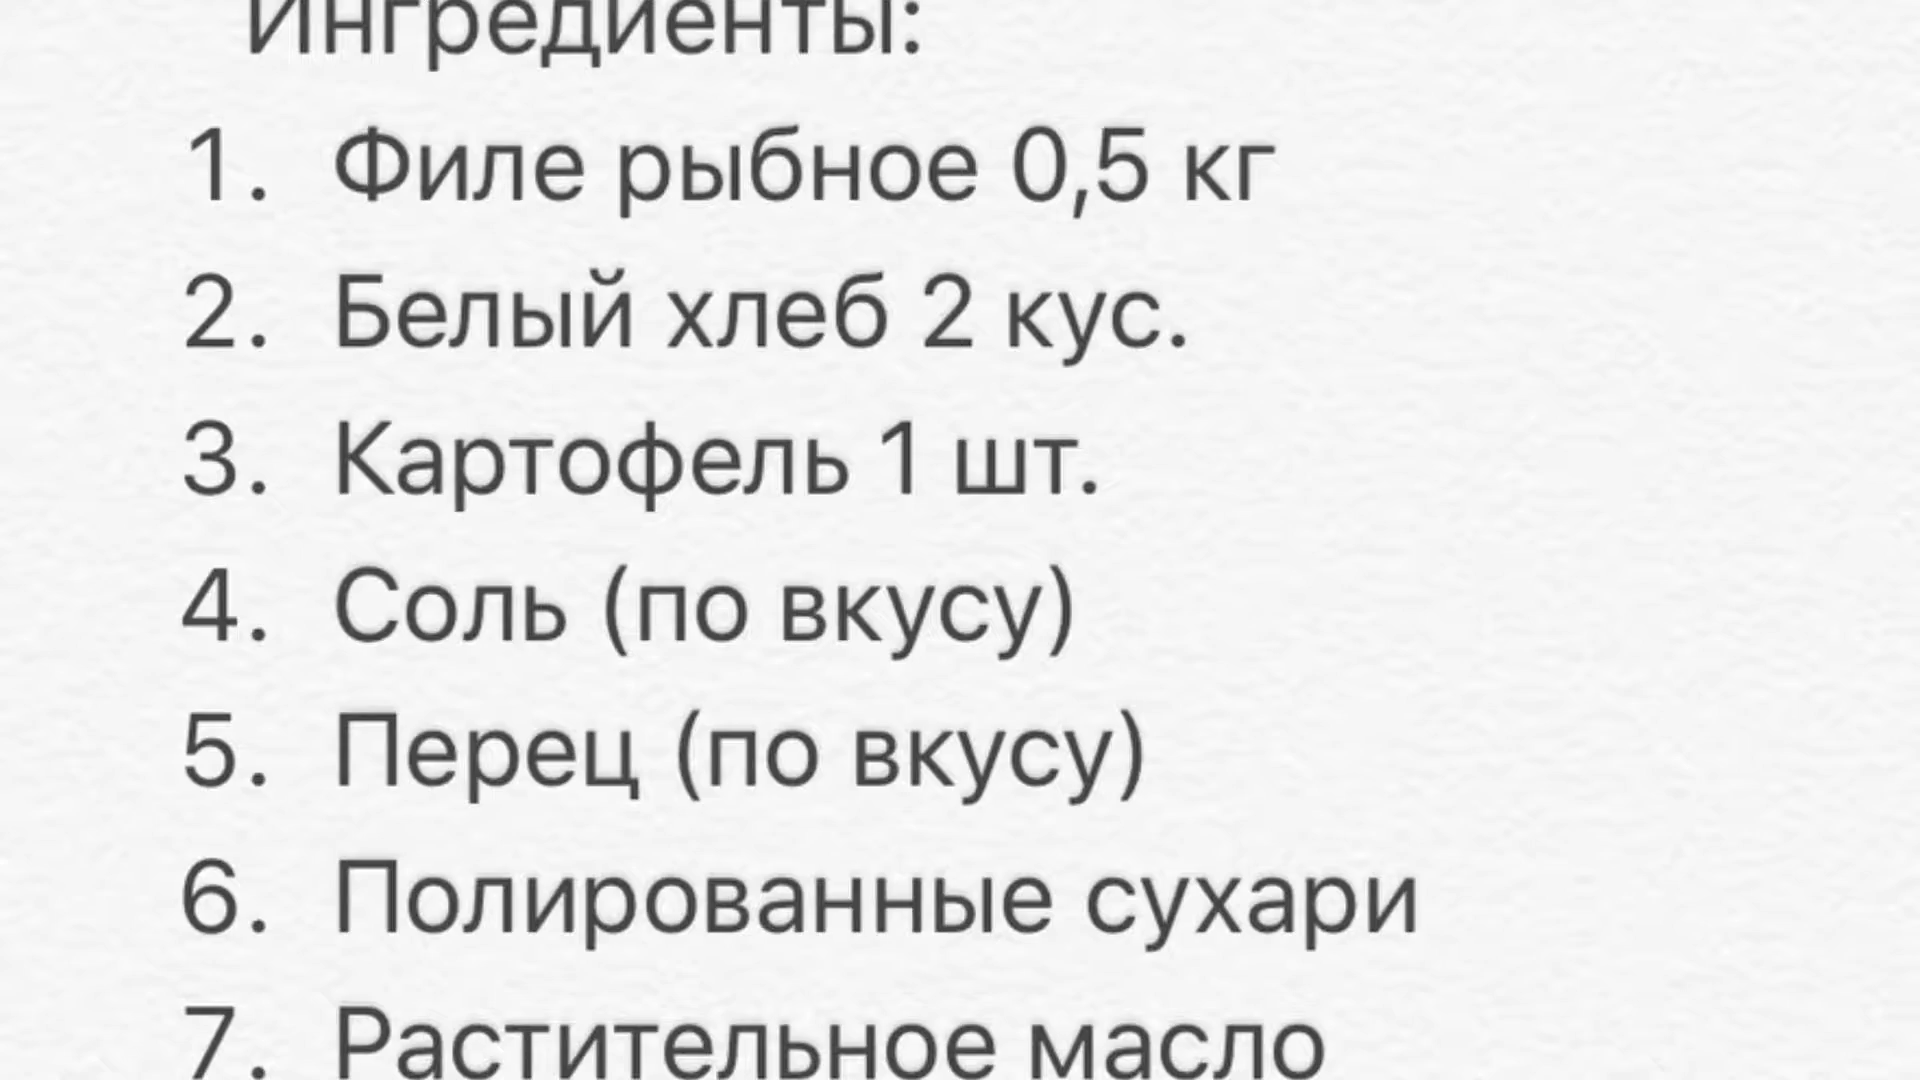 Ингредиенты:
1. Филе рыбное 0,5 кг
2. Белый хлеб 2 кус.
3. Картофель 1 шт.
4. Соль (по вкусу)
5. Перец (по вкусу)
6. Полированные сухари
7. Растительное масло